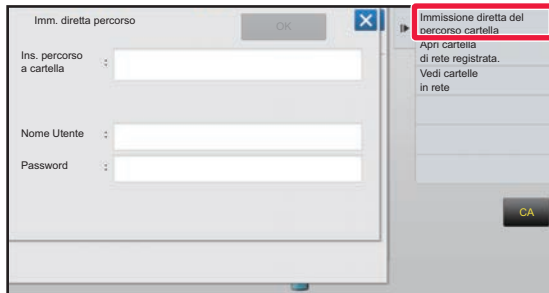 Imm. diretta percorso
OK
Ins. percorso
a cartella :
Nome Utente :
Password :
Immissione diretta del
percorso cartella
Apri cartella
di rete registrata.
Vedi cartelle
in rete
CA